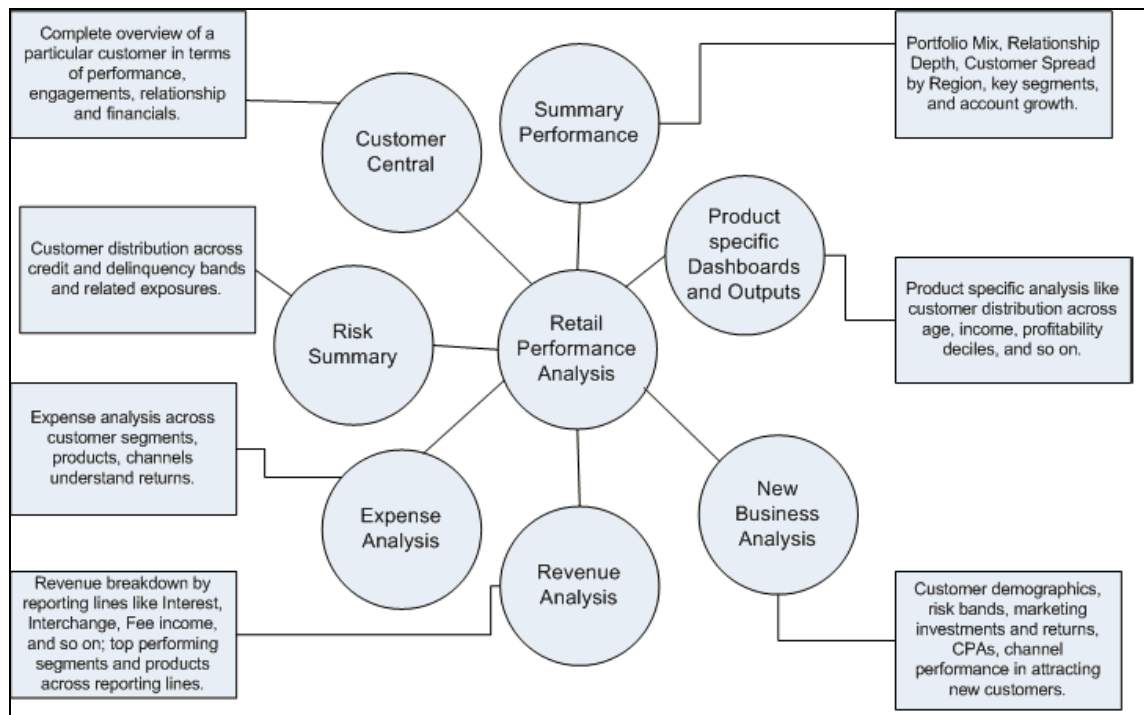 Complete overview of a
particular customer in terms
of performance,
engagements, relationship
and financials.
Customer
Central
Summary
Performance
Portfolio Mix, Relationship
Depth, Customer Spread
by Region, key segments,
and account growth.
Customer distribution across
credit and delinquency bands
and related exposures.
Risk
Summary
Retail
Performance
Analysis
Product
specific
Dashboards
and Outputs
Product specific analysis like
customer distribution across
age, income, profitability
deciles, and so on.
Expense analysis across
customer segments,
products, channels
understand returns.
Expense
Analysis
New
Business
Analysis
Revenue breakdown by
reporting lines like Interest,
Interchange, Fee income,
and so on; top performing
segments and products
across reporting lines.
Revenue
Analysis
Customer demographics,
risk bands, marketing
investments and returns,
CPAs, channel
performance in attracting
new customers.